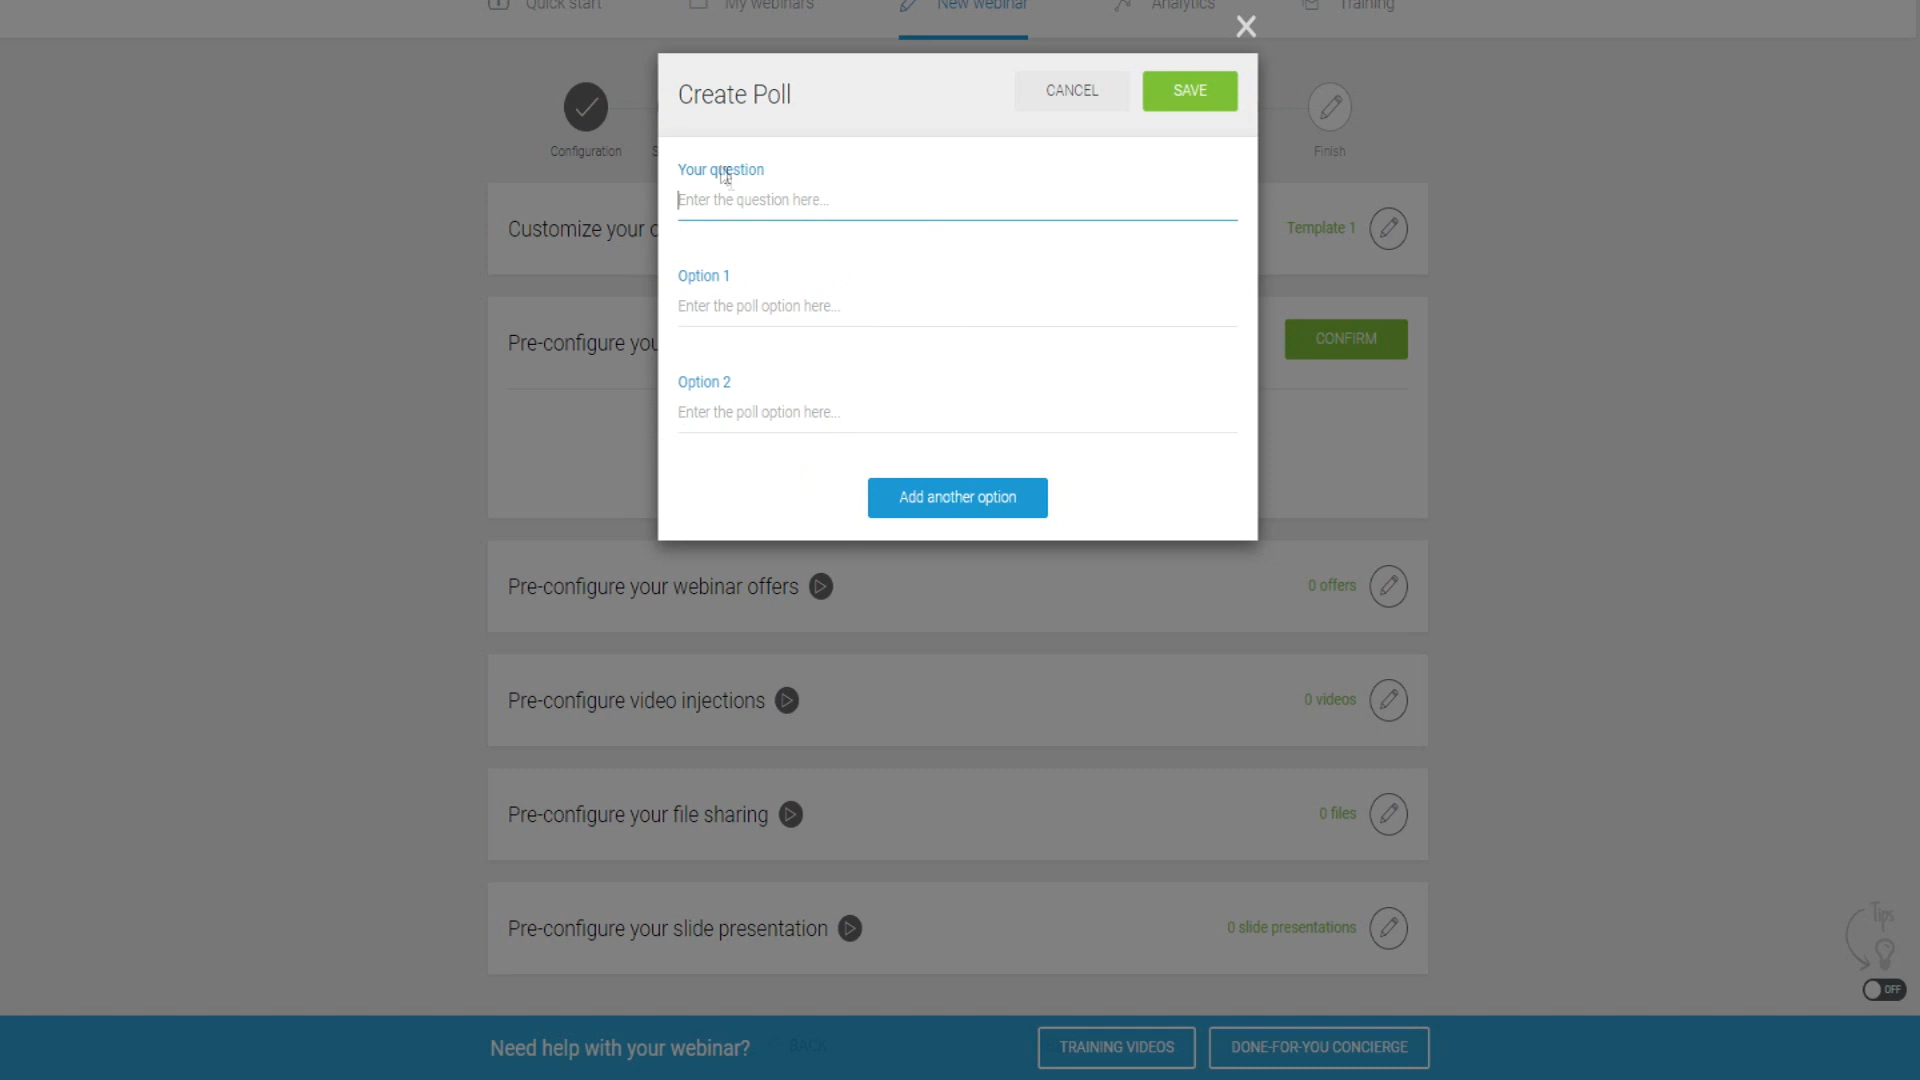 Quick start
My webinars
New webinar
Analytics
Training
Create Poll
CANCEL
SAVE
Configuration
S
Finish
Your question
Enter the question here...
Customize your c
Template 1
Option 1
Enter the poll option here...
Pre-configure you
CONFIRM
Option 2
Enter the poll option here...
Add another option
Pre-configure your webinar offers
0 offers
Pre-configure video injections
0 videos
Pre-configure your file sharing
0 files
Pre-configure your slide presentation
0 slide presentations
Tips
OFF
Need help with your webinar?
BACK
TRAINING VIDEOS
DONE-FOR-YOU CONCIERGE